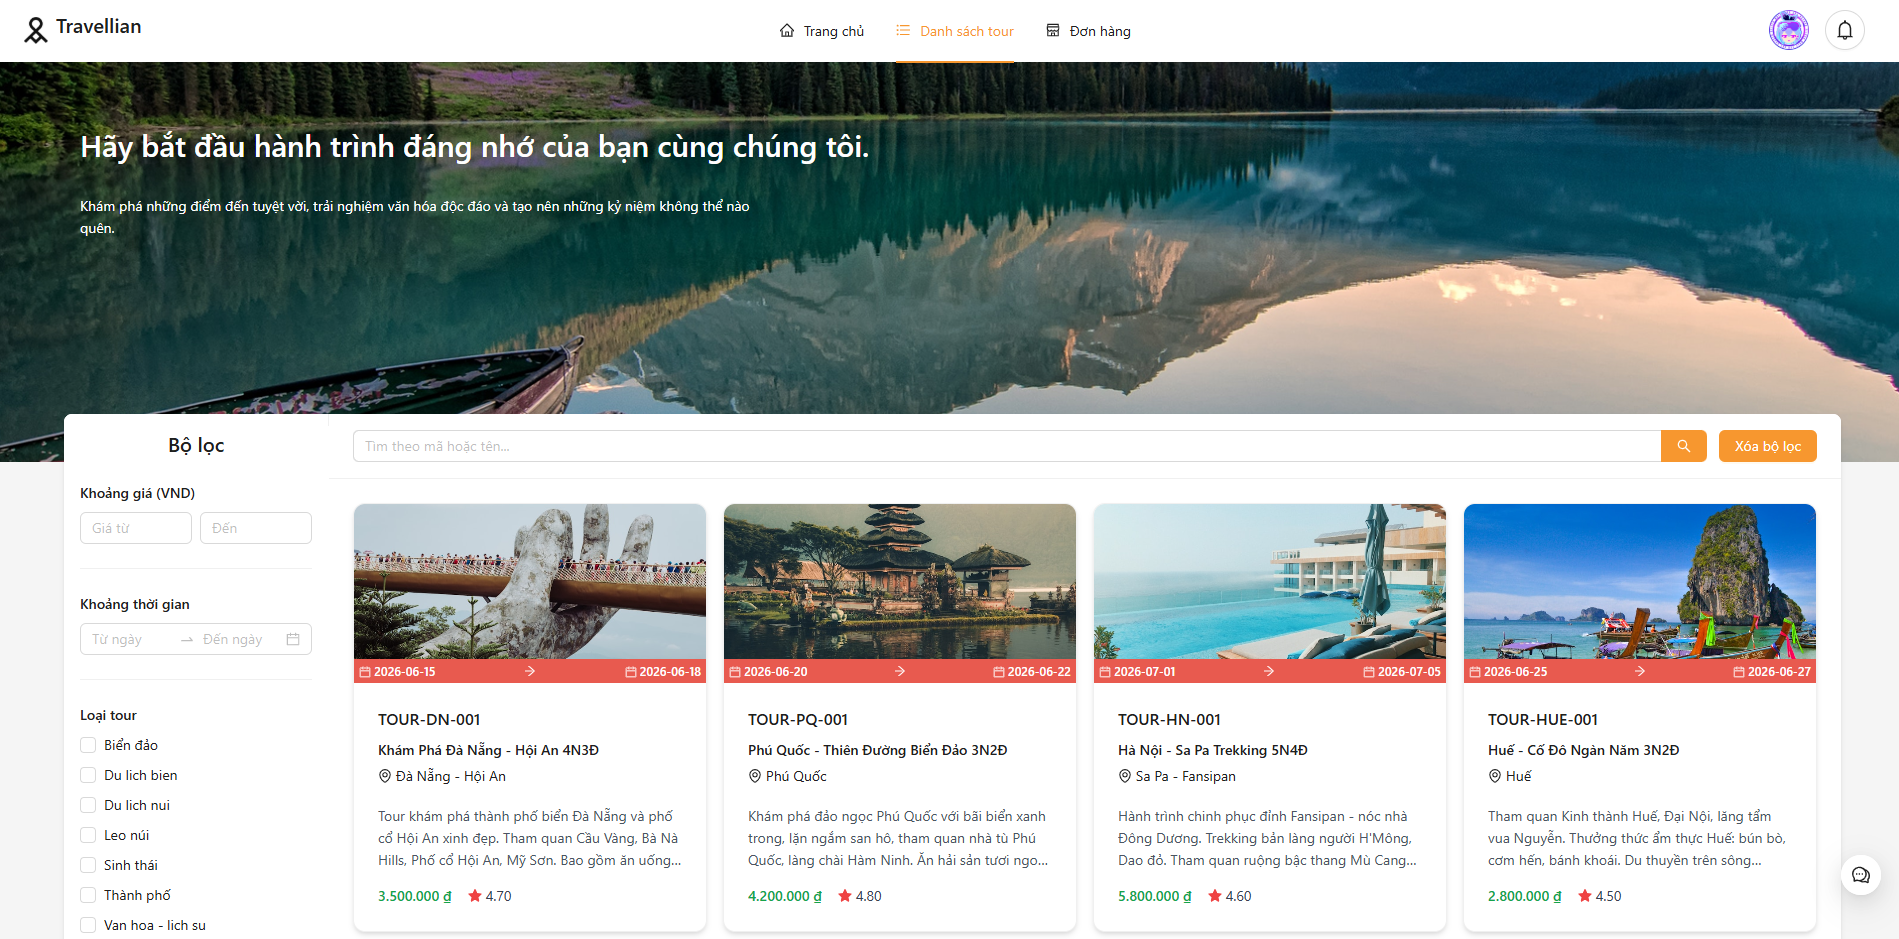 Travellian
Trang chủ
Danh sách tour
Đơn hàng
Hãy bắt đầu hành trình đáng nhớ của bạn cùng chúng tôi.
Khám phá những điểm đến tuyệt vời, trải nghiệm văn hóa độc đáo và tạo nên những kỷ niệm không thể nào
quên.
Bộ lọc
Khoảng giá (VND)
Giá từ
Đến
Khoảng thời gian
Từ ngày
Đến ngày
Loại tour
Biển đảo
Du lich bien
Du lich nui
Leo núi
Sinh thái
Thành phố
Van hoa - lich su
Tìm theo mã hoặc tên...
Xóa bộ lọc
2026-06-15
2026-06-18
TOUR-DN-001
Khám Phá Đà Nẵng - Hội An 4N3Đ
Đà Nẵng - Hội An
Tour khám phá thành phố biển Đà Nẵng và phố
cổ Hội An xinh đẹp. Tham quan Cầu Vàng, Bà Nà
Hills, Phố cổ Hội An, Mỹ Sơn. Bao gồm ăn uống...
3.500.000 ₫
4.70
2026-06-20
2026-06-22
TOUR-PQ-001
Phú Quốc - Thiên Đường Biển Đảo 3N2Đ
Phú Quốc
Khám phá đảo ngọc Phú Quốc với bãi biển xanh
trong, lặn ngắm san hô, tham quan nhà tù Phú
Quốc, làng chài Hàm Ninh. Ăn hải sản tươi ngo...
4.200.000 ₫
4.80
2026-07-01
2026-07-05
TOUR-HN-001
Hà Nội - Sa Pa Trekking 5N4Đ
Sa Pa - Fansipan
Hành trình chinh phục đỉnh Fansipan - nóc nhà
Đông Dương. Trekking bản làng người H'Mông,
Dao đỏ. Tham quan ruộng bậc thang Mù Cang...
5.800.000 ₫
4.60
2026-06-25
2026-06-27
TOUR-HUE-001
Huế - Cố Đô Ngàn Năm 3N2Đ
Huế
Tham quan Kinh thành Huế, Đại Nội, lăng tẩm
vua Nguyễn. Thưởng thức ẩm thực Huế: bún bò,
cơm hến, bánh khoái. Du thuyền trên sông...
2.800.000 ₫
4.50